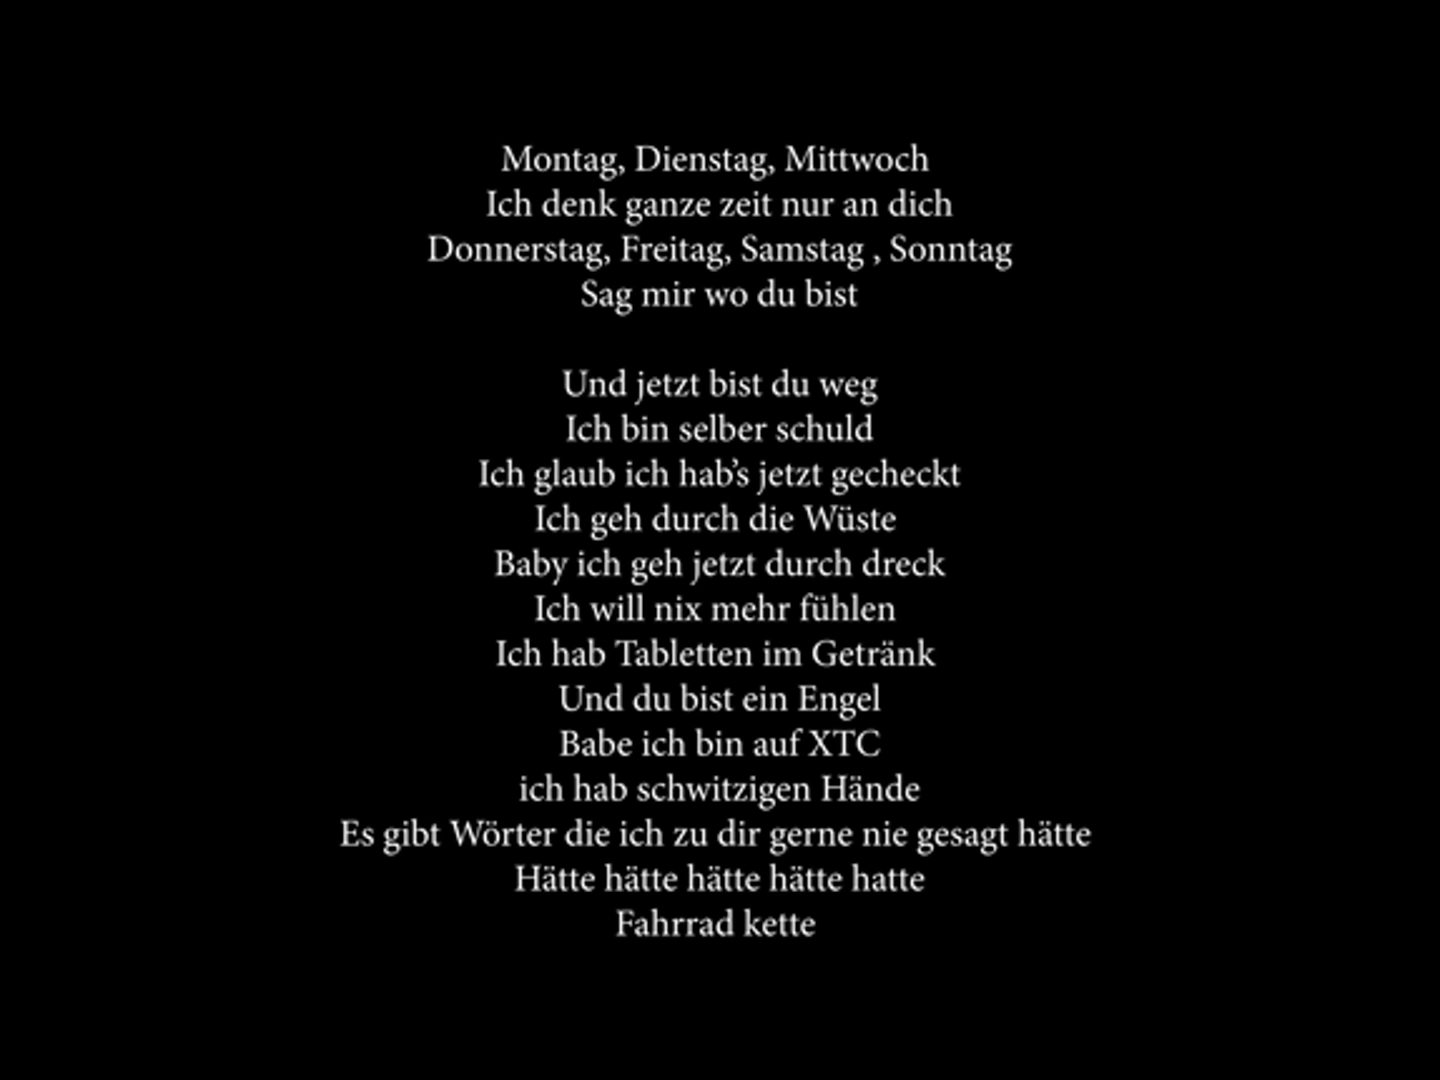 Montag, Dienstag, Mittwoch
Ich denk ganze zeit nur an dich
Donnerstag, Freitag, Samstag , Sonntag
Sag mir wo du bist
Und jetzt bist du weg
Ich bin selber schuld
Ich glaub ich hab’s jetzt gecheckt
Ich geh durch die Wüste
Baby ich geh jetzt durch dreck
Ich will nix mehr fühlen
Ich hab Tabletten im Getränk
Und du bist ein Engel
Babe ich bin auf XTC
ich hab schwitzigen Hände
Es gibt Wörter die ich zu dir gerne nie gesagt hätte
Hätte hätte hätte hätte hatte
Fahrrad kette